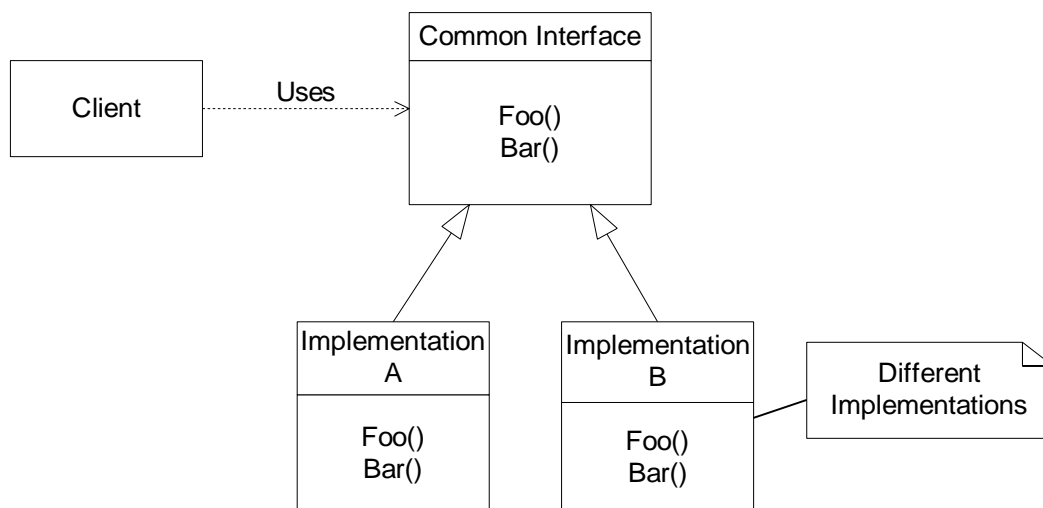 Common Interface
Client
Uses
Foo()
Bar()
Implementation
A
Foo()
Bar()
Implementation
B
Foo()
Bar()
Different
Implementations